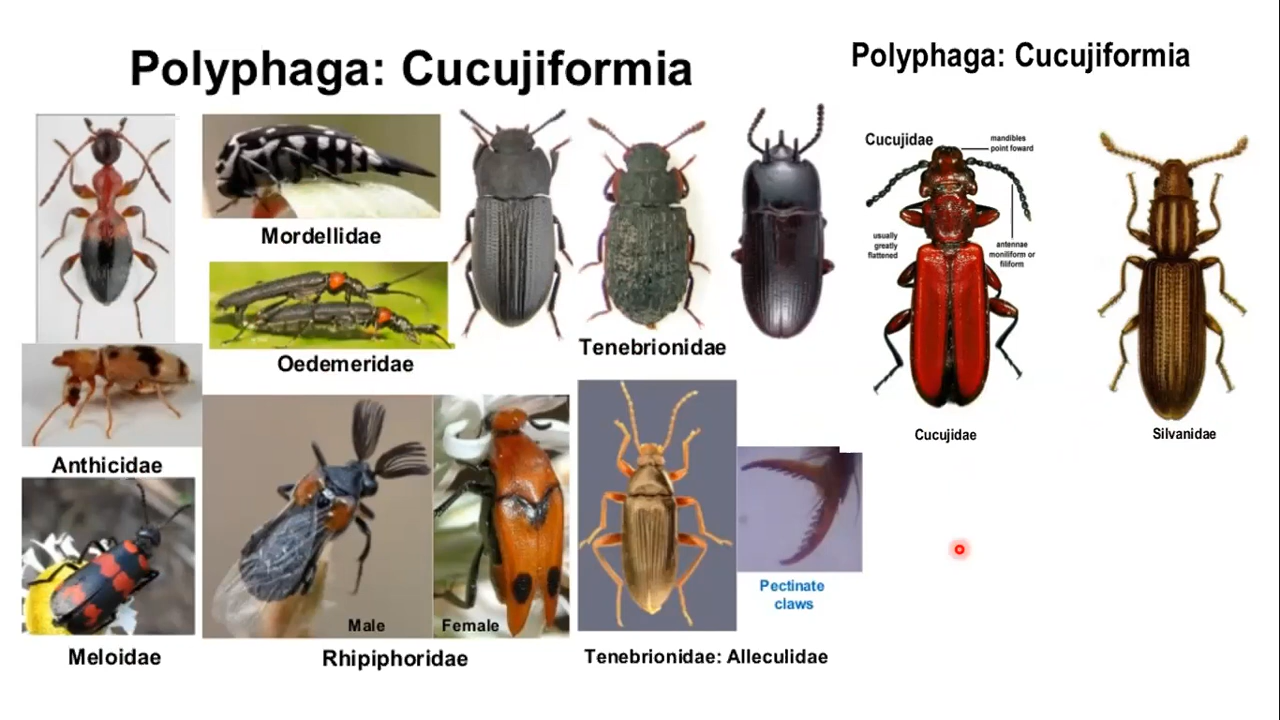 Polyphaga: Cucujiformia
Polyphaga: Cucujiformia
Mordellidae
Oedemeridae
Anthicidae
Meloidae
Male
Female
Rhipiphoridae
Tenebrionidae
Pectinate
claws
Tenebrionidae: Alleculidae
Cucujidae
mandibles
point foward
usually
greatly
flattened
antennae
moniliform or
filiform
Cucujidae
Silvanidae